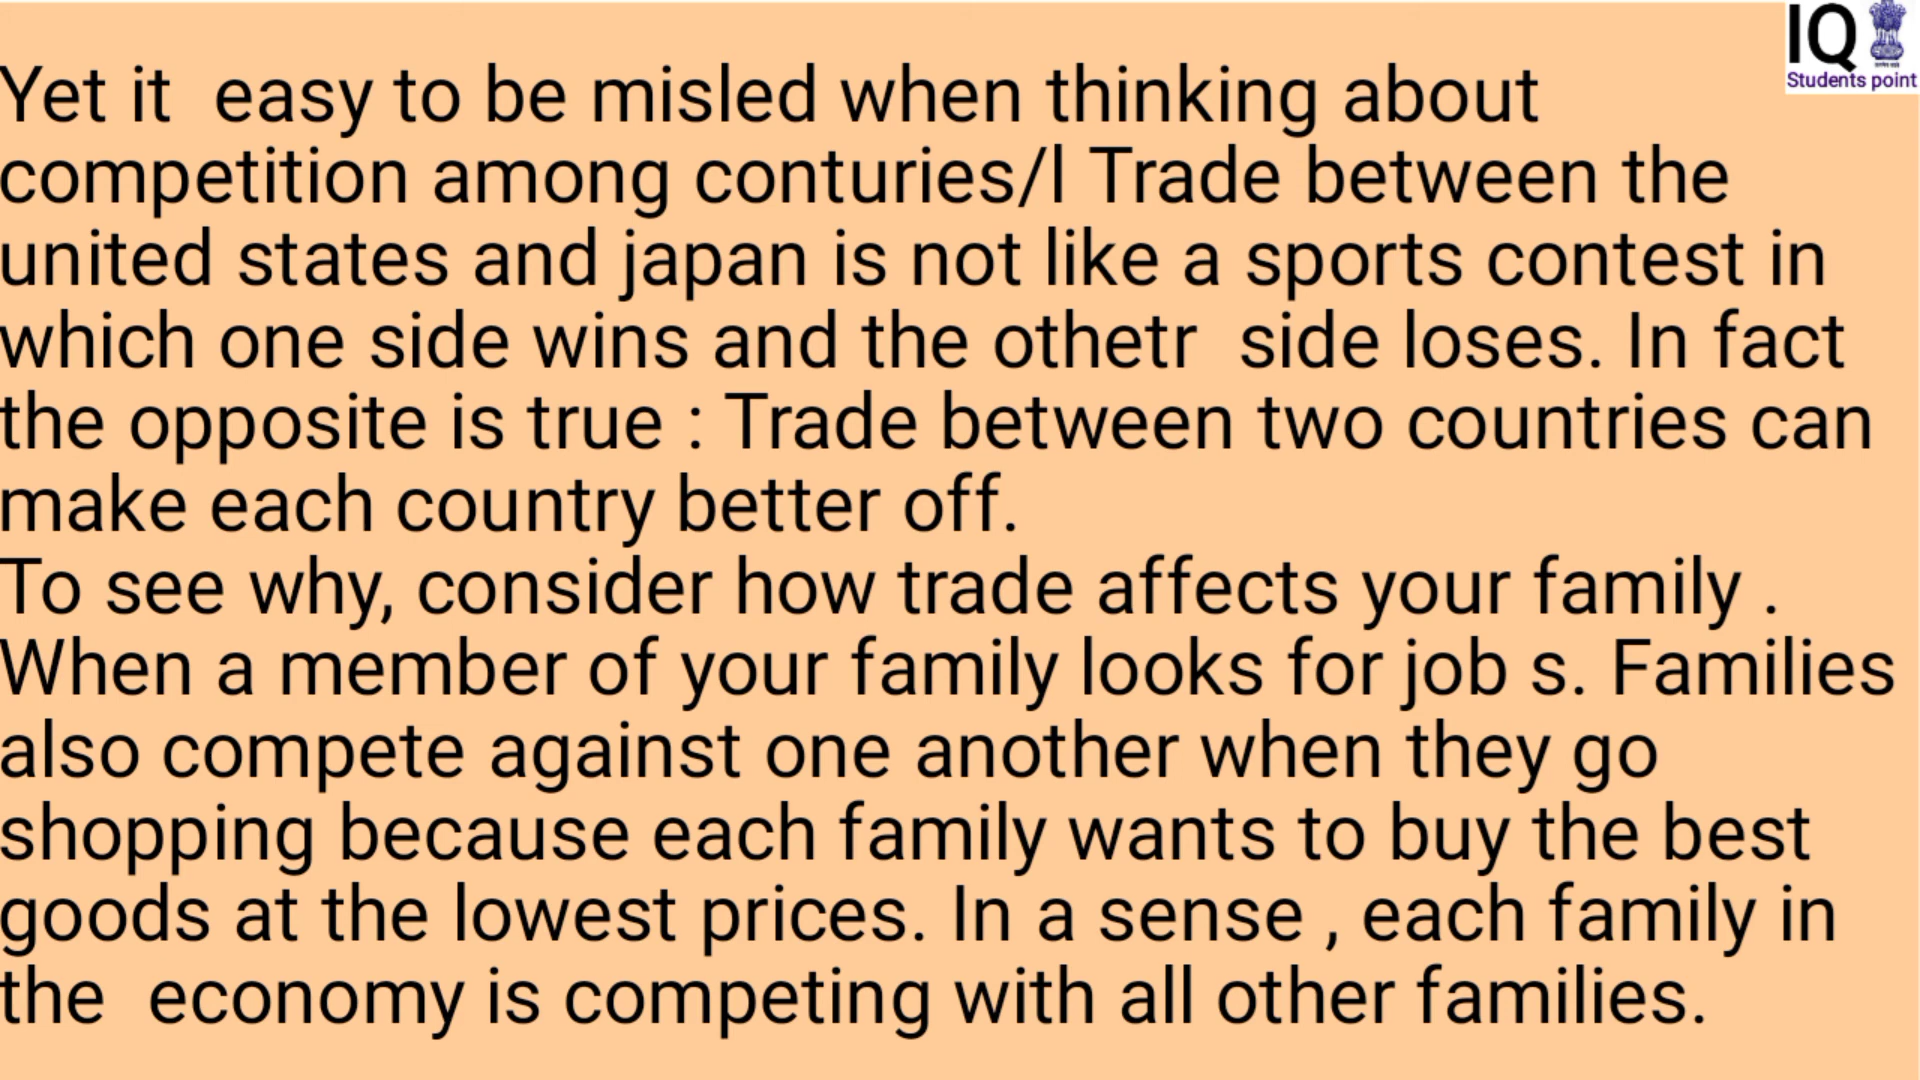 IQ
Students point
Yet it  easy to be misled when thinking about
competition among conturies/l Trade between the
united states and japan is not like a sports contest in
which one side wins and the othetr  side loses. In fact
the opposite is true : Trade between two countries can
make each country better off.
To see why, consider how trade affects your family .
When a member of your family looks for job s. Families
also compete against one another when they go
shopping because each family wants to buy the best
goods at the lowest prices. In a sense , each family in
the  economy is competing with all other families.